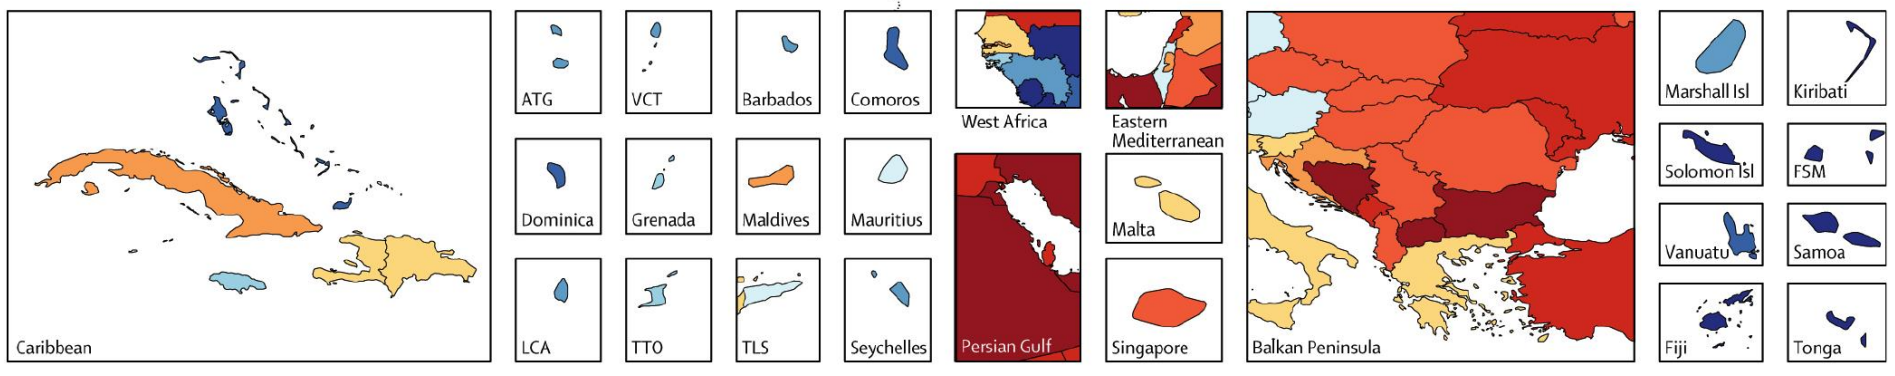 Caribbean
ATG
VCT
Barbados
Comoros
Dominica
Grenada
Maldives
Mauritius
LCA
TTO
TLS
Seychelles
West Africa
Eastern
Mediterranean
Persian Gulf
Malta
Singapore
Balkan Peninsula
Marshall Isl
Kiribati
Solomon Isl
FSM
Vanuatu
Samoa
Fiji
Tonga